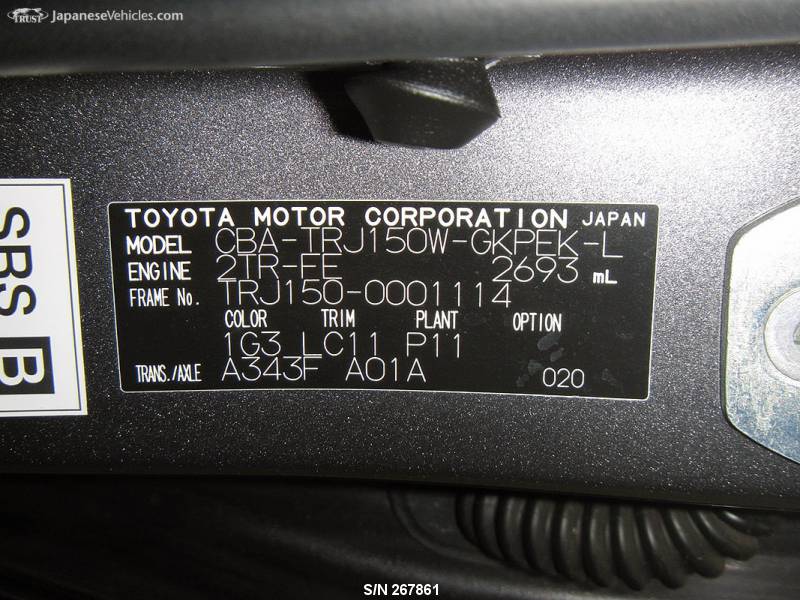 TRUST JapaneseVehicles.com
TOYOTA MOTOR CORPORATION JAPAN
MODEL CBA-TRJ150W-GKPEK-L
ENGINE 2TR-FE 2693 mL
FRAME No. TRJ150-0001114
COLOR TRIM PLANT OPTION
1G3 LC11 P11
TRANS./AXLE A343F A01A 020
SBS B
S/N 267861